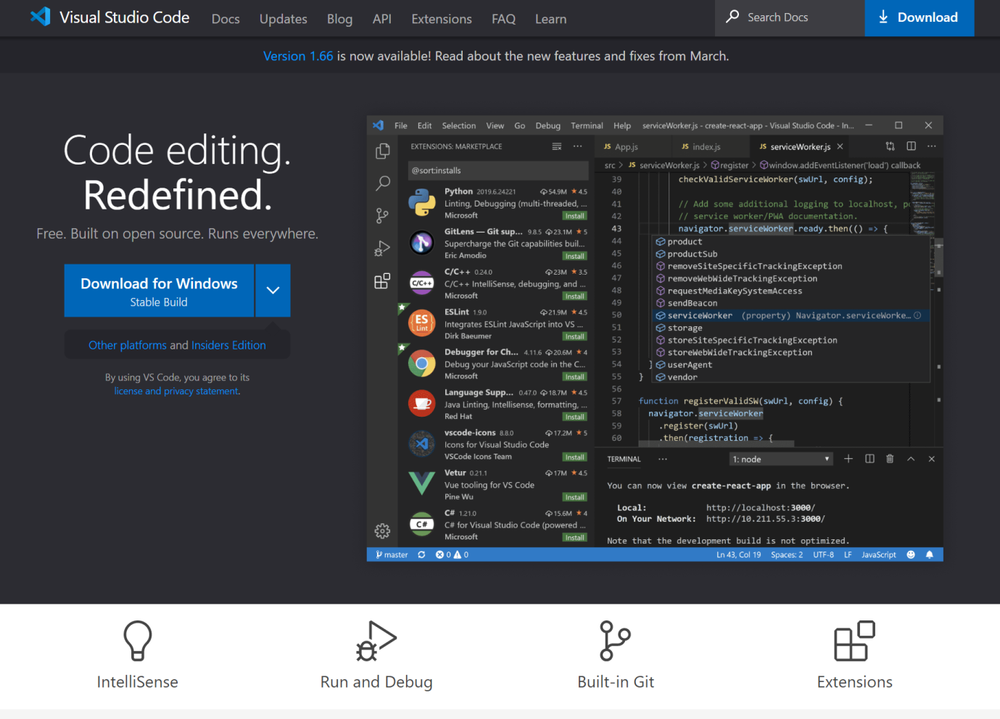 Visual Studio Code
Docs
Updates
Blog
API
Extensions
FAQ
Learn
Search Docs
Download
Version 1.66 is now available! Read about the new features and fixes from March.
Code editing.
Redefined.
Free. Built on open source. Runs everywhere.
Download for Windows
Stable Build
Other platforms and Insiders Edition
By using VS Code, you agree to its
license and privacy statement.
File Edit Selection View Go Debug Terminal Help serviceWorker.js - create-react-app - Visual Studio Code - In...
EXTENSIONS: MARKETPLACE
@sort:installs
Python 2019.6.24221 54.9M 4.5
Linting, Debugging (multi-threaded, ...
Microsoft Install
GitLens — Git sup... 9.8.5 23.1M 5
Supercharge the Git capabilities buil...
Eric Amodio Install
C/C++ 0.24.0 23M 3.5
C/C++ IntelliSense, debugging, and ...
Microsoft Install
ESLint 1.9.0 21.9M 4.5
Integrates ESLint JavaScript into VS ...
Dirk Baeumer Install
Debugger for Ch... 4.11.6 20.6M 4
Debug your JavaScript code in the C...
Microsoft Install
Language Supp... 0.47.0 18.7M 4.5
Java Linting, Intellisense, formatting, ...
Red Hat Install
vscode-icons 8.8.0 17.2M 5
Icons for Visual Studio Code
VSCode Icons Team Install
Vetur 0.21.1 17M 4.5
Vue tooling for VS Code
Pine Wu Install
C# 1.21.0 15.6M 4
C# for Visual Studio Code (powered ...
Microsoft Install
C/C++
ES
Lint
C#
JS App.js
JS index.js
JS serviceWorker.js
src > JS serviceWorker.js > register > window.addEventListener('load') callback
39 checkValidServiceWorker(swUrl, config);
40
41 // Add some additional logging to localhost, po
42 // service worker/PWA documentation.
43 navigator.serviceWorker.ready.then(() => {
44 product
45 productSub
46 removeSiteSpecificTrackingException
47 removeWebWideTrackingException
48 requestMediaKeySystemAccess
49 sendBeacon
50 serviceWorker (property) Navigator.serviceWorke...
51 storage
52 storeSiteSpecificTrackingException
53 storeWebWideTrackingException
54 } userAgent
55 } vendor
56
57 function registerValidSW(swUrl, config) {
58 navigator.serviceWorker
59 .register(swUrl)
60 .then(registration => {
TERMINAL ... 1: node
You can now view create-react-app in the browser.
Local: http://localhost:3000/
On Your Network: http://10.211.55.3:3000/
Note that the development build is not optimized.
master 0 0
Ln 43, Col 19 Spaces: 2 UTF-8 LF JavaScript
IntelliSense
Run and Debug
Built-in Git
Extensions